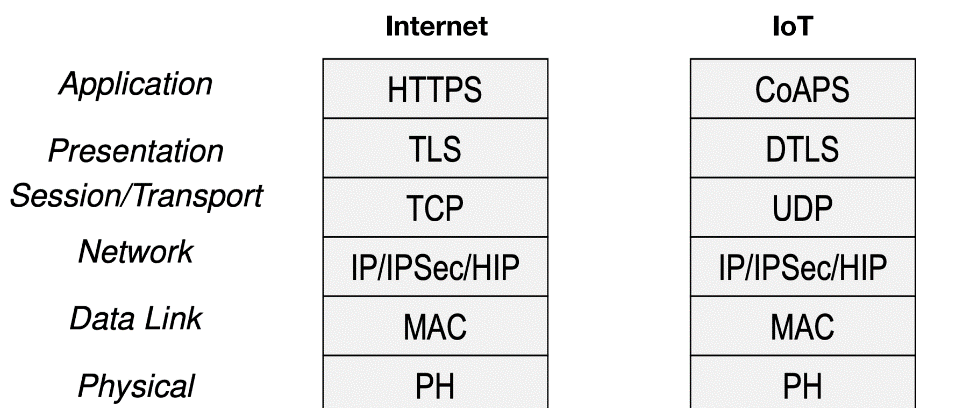 Internet IoT
Application HTTPS CoAPS
Presentation TLS DTLS
Session/Transport TCP UDP
Network IP/IPSec/HIP IP/IPSec/HIP
Data Link MAC MAC
Physical PH PH